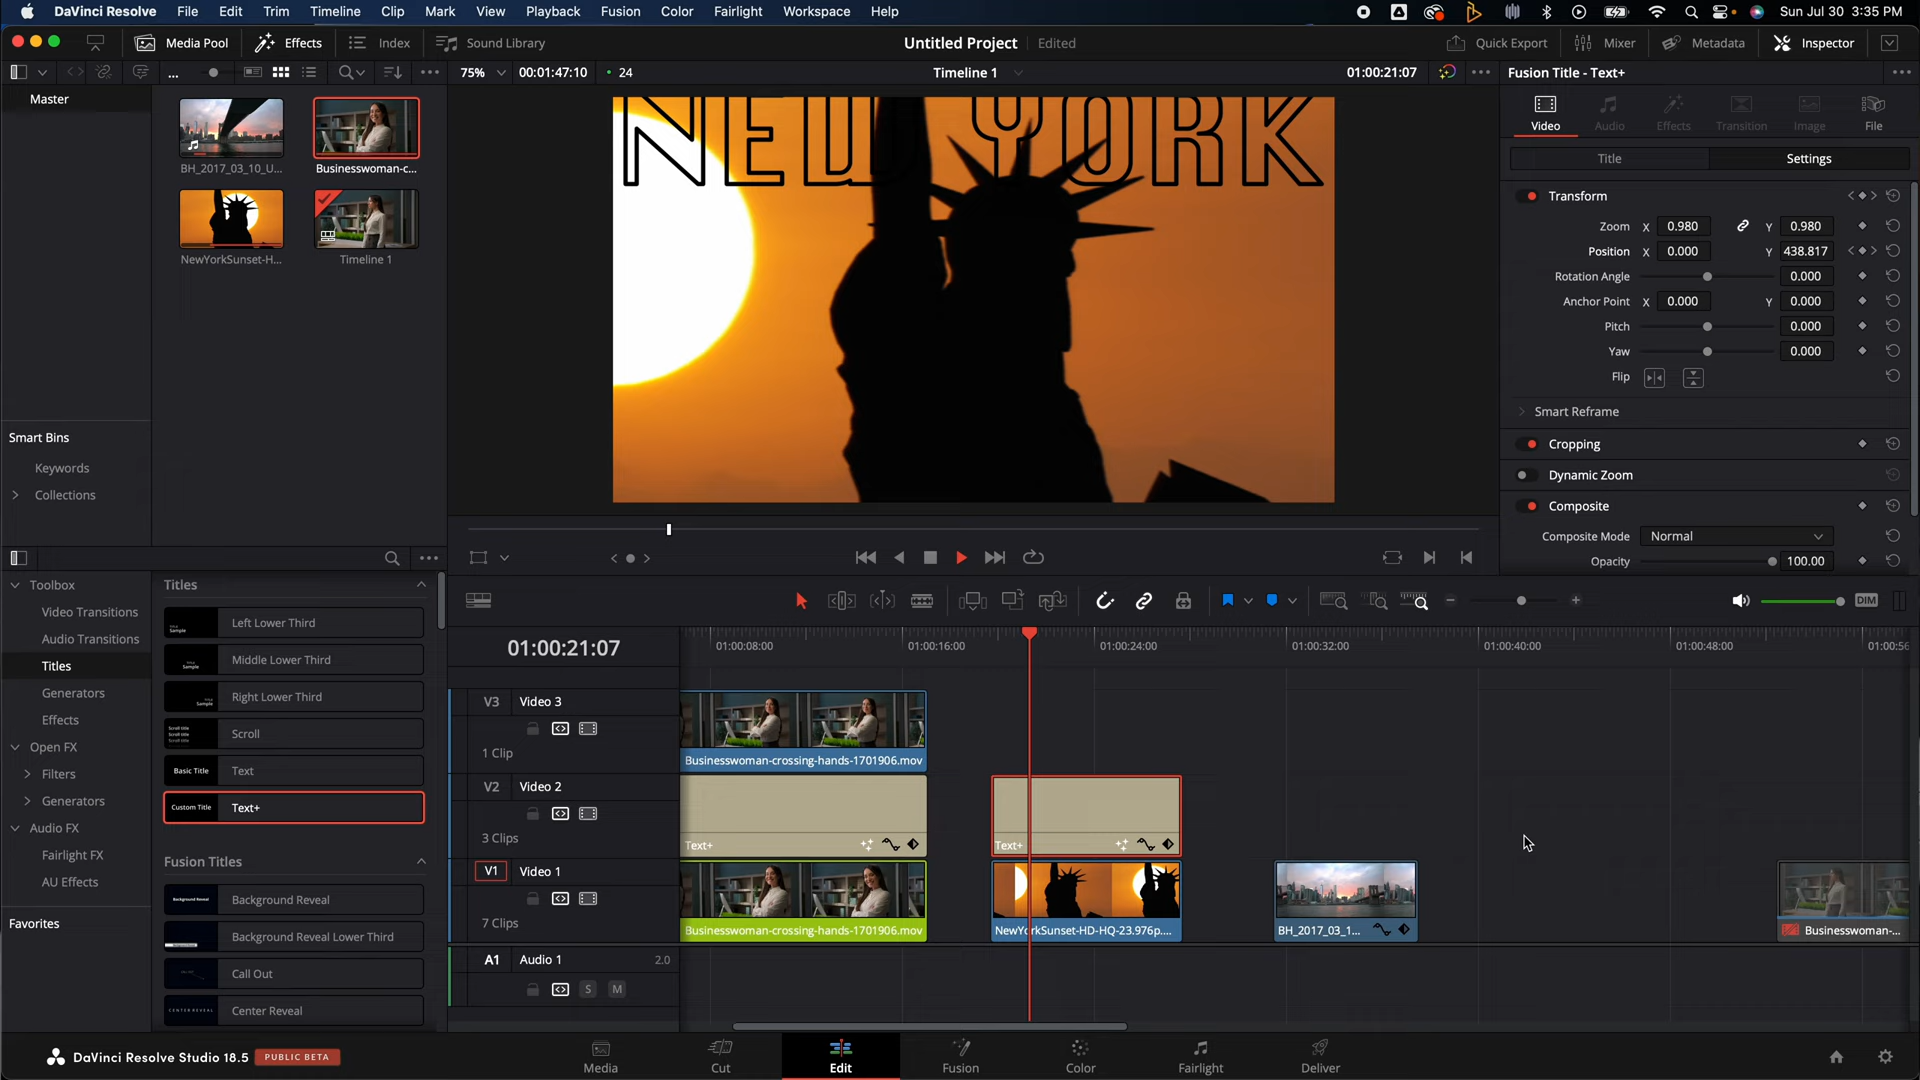 DaVinci Resolve File Edit Trim Timeline Clip Mark View Playback Fusion Color Fairlight Workspace Help Sun Jul 30 3:35 PM
Media Pool Effects Index Sound Library Untitled Project Edited Quick Export Mixer Metadata Inspector
... 75% 00:01:47:10 24 Timeline 1 01:00:21:07 Fusion Title - Text+
Master
BH_2017_03_10_U...
Businesswoman-c...
NewYorkSunset-H...
Timeline 1
Smart Bins
Keywords
Collections
NEW YORK
Video Audio Effects Transition Image File
Title Settings
Transform
Zoom X 0.980 Y 0.980
Position X 0.000 Y 438.817
Rotation Angle 0.000
Anchor Point X 0.000 Y 0.000
Pitch 0.000
Yaw 0.000
Flip
Smart Reframe
Cropping
Dynamic Zoom
Composite
Composite Mode Normal
Opacity 100.00
Toolbox
Video Transitions
Audio Transitions
Titles
Generators
Effects
Open FX
Filters
Generators
Audio FX
Fairlight FX
AU Effects
Favorites
Titles
Sample Left Lower Third
Sample Middle Lower Third
Sample Right Lower Third
Scroll
Basic Title Text
Custom Title Text+
Fusion Titles
Background Reveal Background Reveal
Background Reveal Lower Third
Call Out
CENTER REVEAL Center Reveal
DIM
01:00:21:07
01:00:08:00 01:00:16:00 01:00:24:00 01:00:32:00 01:00:40:00 01:00:48:00 01:00:56
V3 Video 3
1 Clip
Businesswoman-crossing-hands-1701906.mov
V2 Video 2
3 Clips
Text+ Text+
V1 Video 1
7 Clips
Businesswoman-crossing-hands-1701906.mov NewYorkSunset-HD-HQ-23.976p.... BH_2017_03_1... Businesswoman-...
A1 Audio 1 2.0
S M
DaVinci Resolve Studio 18.5 PUBLIC BETA
Media Cut Edit Fusion Color Fairlight Deliver